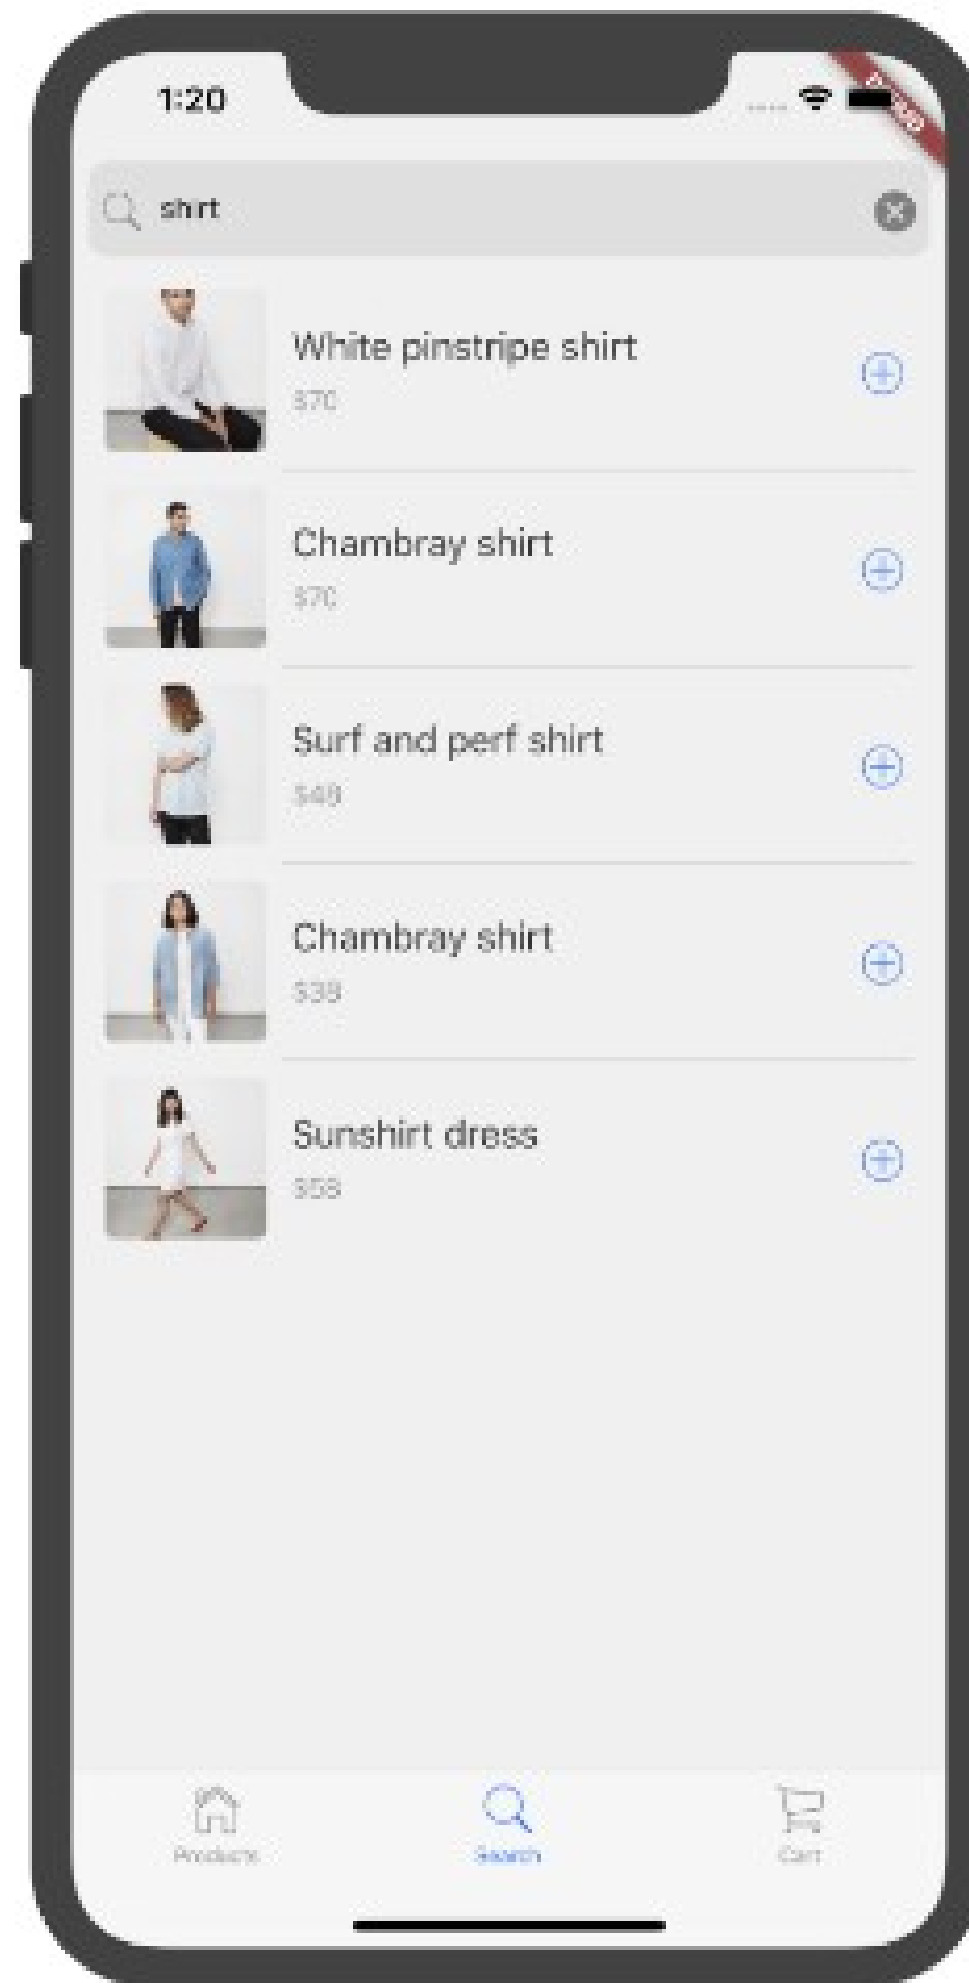 1:20
shirt
White pinstripe shirt
$70
Chambray shirt
$70
Surf and perf shirt
$48
Chambray shirt
$38
Sunshirt dress
$58
Products
Search
Cart